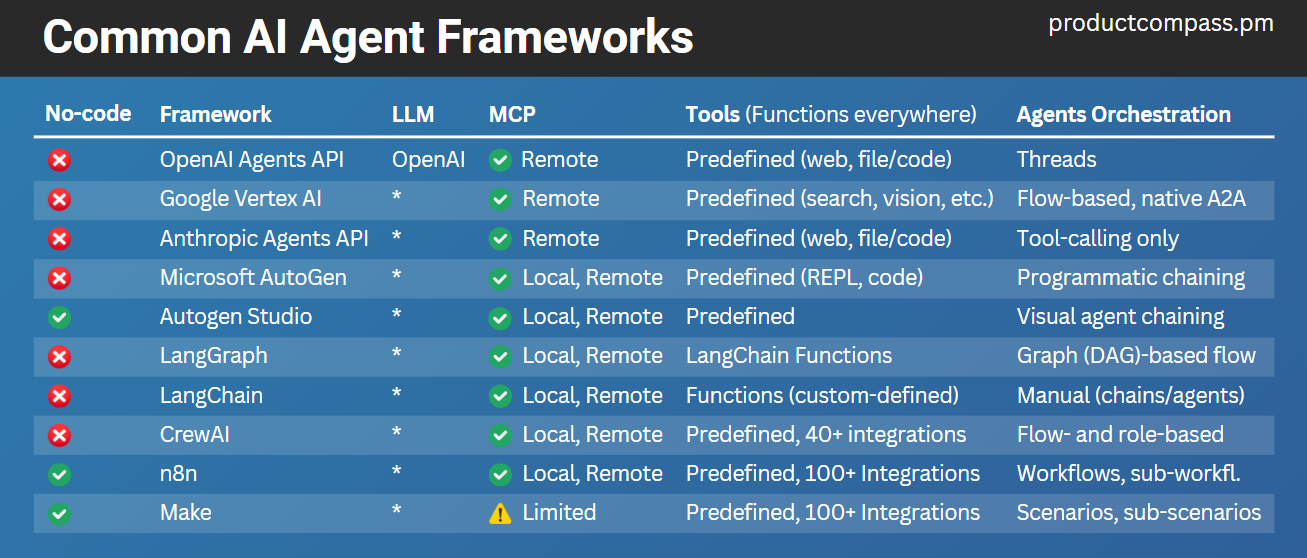 Common AI Agent Frameworks
productcompass.pm
No-code Framework LLM MCP Tools (Functions everywhere) Agents Orchestration
OpenAI Agents API OpenAI Remote Predefined (web, file/code) Threads
Google Vertex AI * Remote Predefined (search, vision, etc.) Flow-based, native A2A
Anthropic Agents API * Remote Predefined (web, file/code) Tool-calling only
Microsoft AutoGen * Local, Remote Predefined (REPL, code) Programmatic chaining
Autogen Studio * Local, Remote Predefined Visual agent chaining
LangGraph * Local, Remote LangChain Functions Graph (DAG)-based flow
LangChain * Local, Remote Functions (custom-defined) Manual (chains/agents)
CrewAI * Local, Remote Predefined, 40+ integrations Flow- and role-based
n8n * Local, Remote Predefined, 100+ Integrations Workflows, sub-workfl.
Make * Limited Predefined, 100+ Integrations Scenarios, sub-scenarios